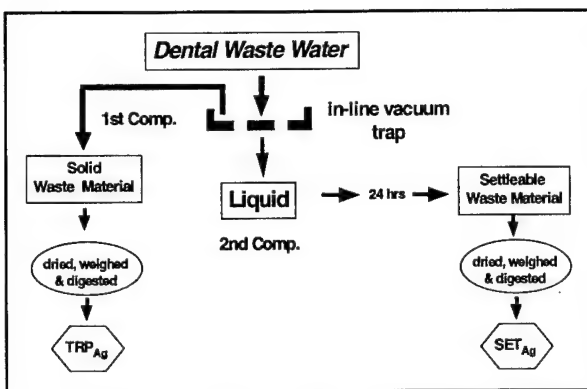 Dental Waste Water
1st Comp.
in-line vacuum
trap
Solid
Waste Material
Liquid
24 hrs
Settleable
Waste Material
2nd Comp.
dried, weighed
& digested
dried, weighed
& digested
TRPAg
SETAg